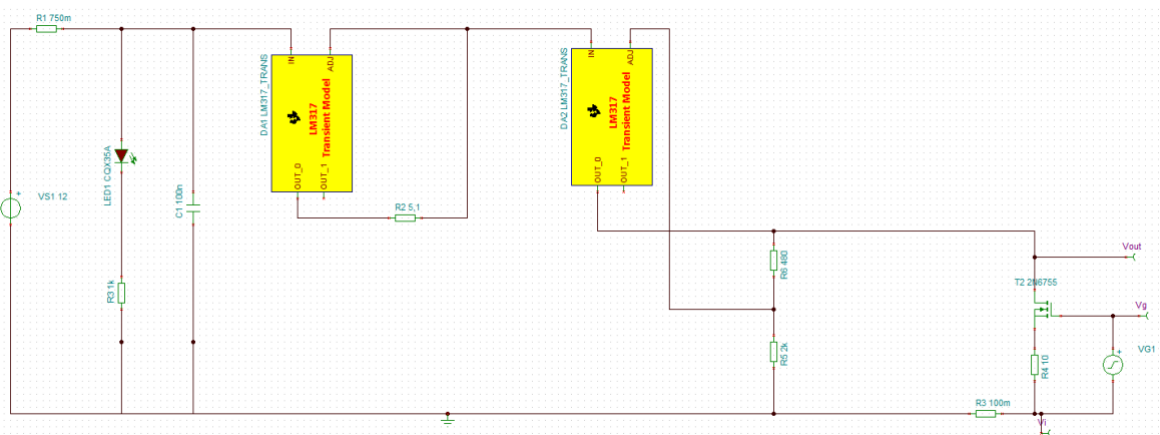 R1 750m
VS1 12
LED1 CQX35A
R3 1k
C1 100n
DA1 LM317_TRANS
IN
ADJ
LM317
Transient Model
OUT_0
OUT_1
R2 5,1
DA2 LM317_TRANS
IN
ADJ
LM317
Transient Model
OUT_0
OUT_1
R6 480
R5 2k
Vout
T2 2N6755
Vg
VG1
R4 10
R3 100m
Vi